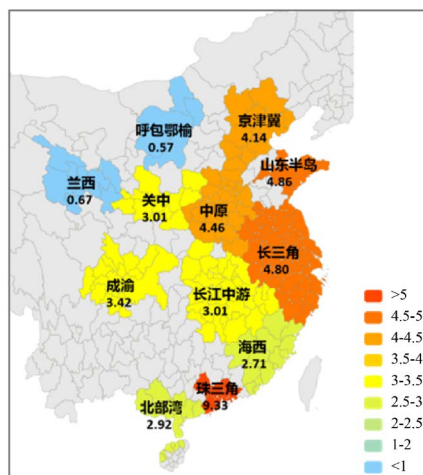 呼包鄂榆
0.57
京津冀
4.14
山东半岛
4.86
兰西
0.67
关中
3.01
中原
4.46
长三角
4.80
成渝
3.42
长江中游
3.01
海西
2.71
珠三角
9.33
北部湾
2.92
>5
4.5-5
4-4.5
3.5-4
3-3.5
2.5-3
2-2.5
1-2
<1